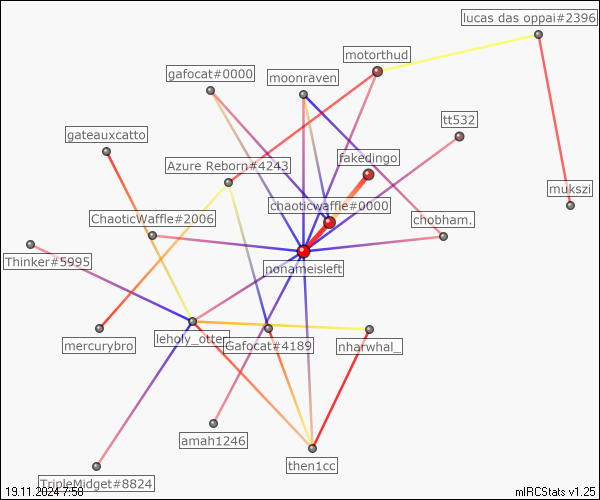 lucas das oppai#2396
motorthud
gafocat#0000
moonraven
tt532
gateauxcatto
fakedingo
Azure Reborn#4243
mukszi
chaoticwaffle#0000
ChaoticWaffle#2006
chobham.
Thinker#5995
nonameisleft
mercurybro
leholy_otter
Gafocat#4189
nharwhal_
amah1246
then1cc
TripleMidget#8824
19.11.2024 7:58
mIRCStats v1.25